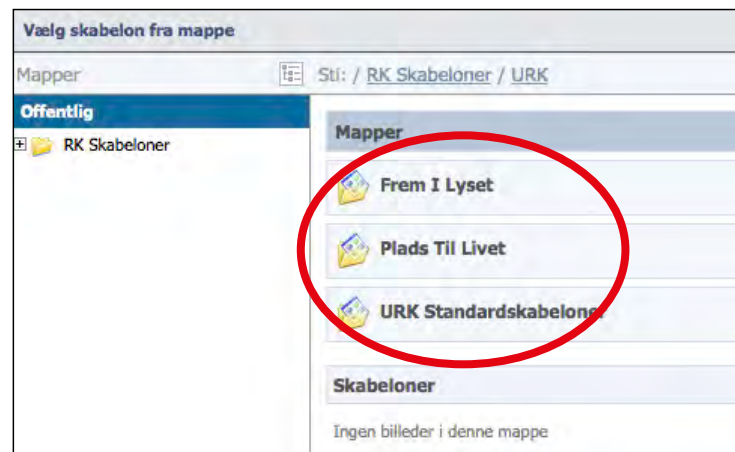 Vælg skabelon fra mappe
Mapper
Sti: / RK Skabeloner / URK
Offentlig
RK Skabeloner
Mapper
Frem I Lyset
Plads Til Livet
URK Standardskabeloner
Skabeloner
Ingen billeder i denne mappe